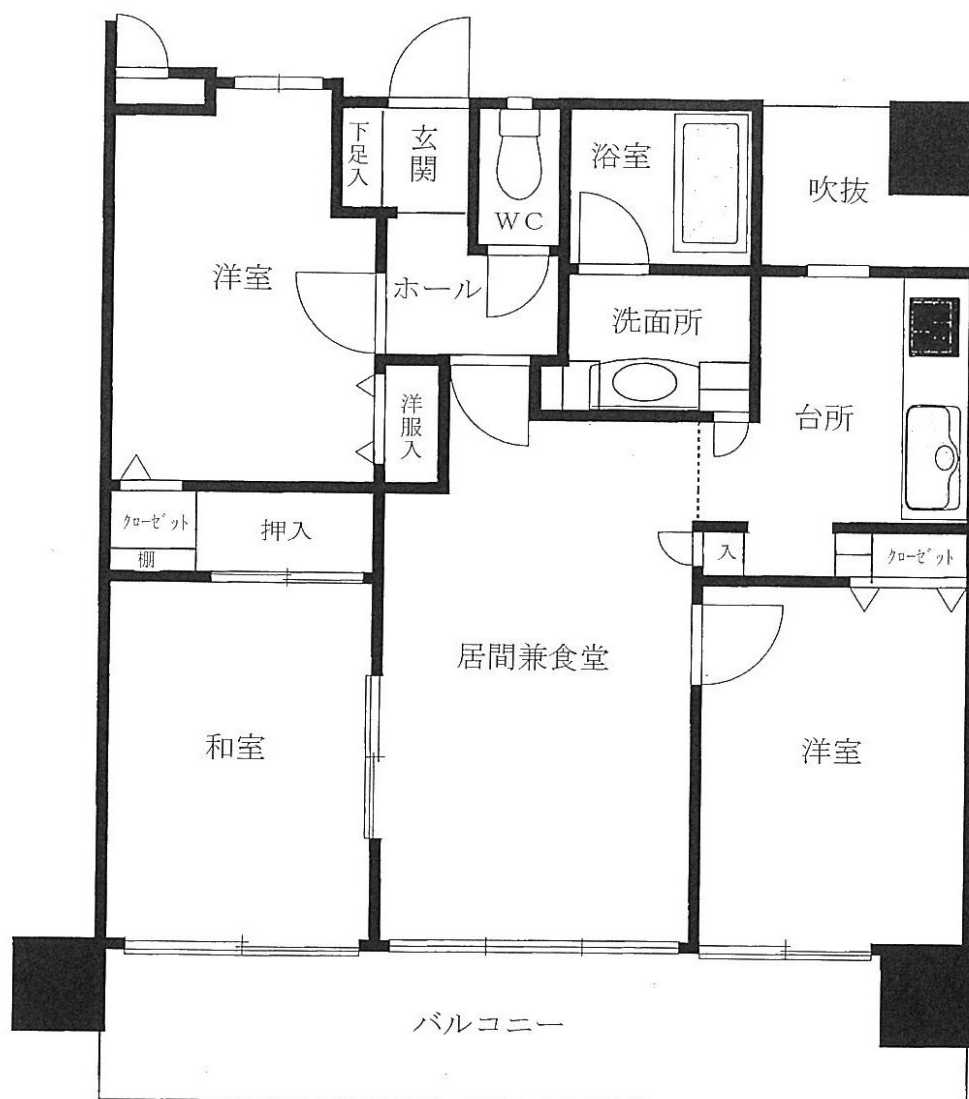 下足入
玄関
WC
浴室
吹抜
洋室
ホール
洗面所
洋服入
台所
クローゼット
棚
押入
入
クローゼット
居間兼食堂
和室
洋室
バルコニー